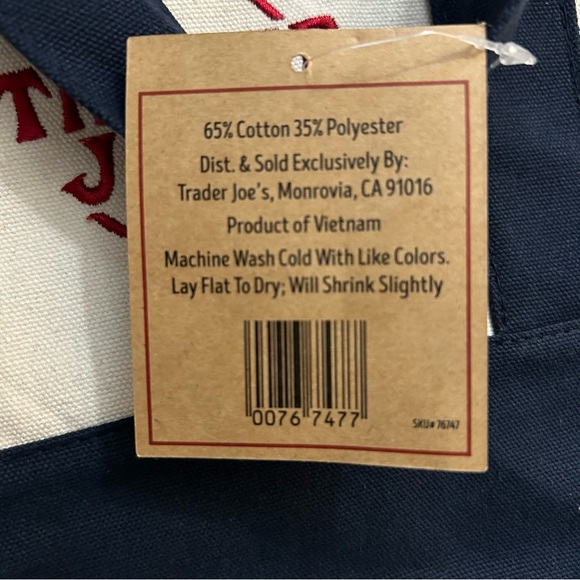 65% Cotton 35% Polyester
Dist. & Sold Exclusively By:
Trader Joe's, Monrovia, CA 91016
Product of Vietnam
Machine Wash Cold With Like Colors.
Lay Flat To Dry; Will Shrink Slightly
0076 7477
SKU# 76747